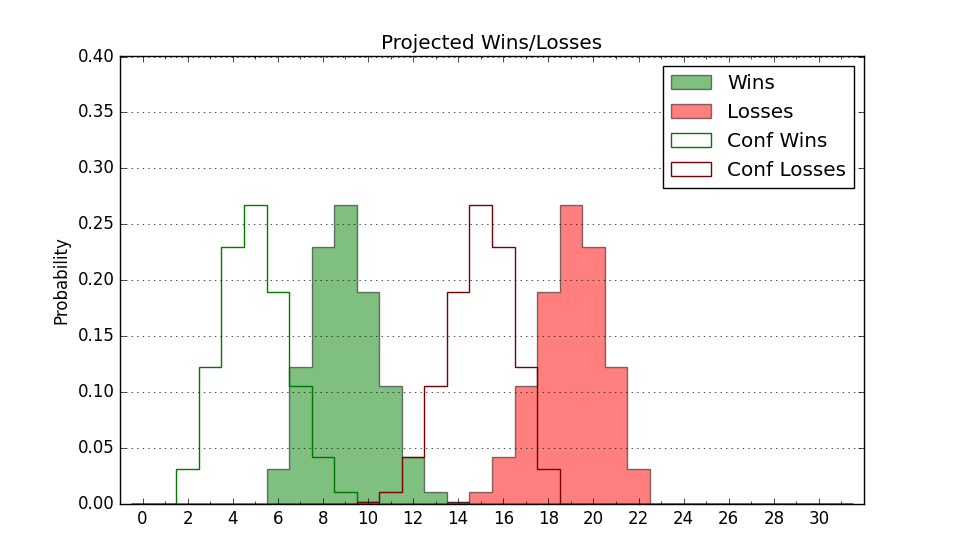 Projected Wins/Losses
0.40
0.35
0.30
0.25
0.20
0.15
0.10
0.05
0.00
Probability
Wins
Losses
Conf Wins
Conf Losses
0 2 4 6 8 10 12 14 16 18 20 22 24 26 28 30